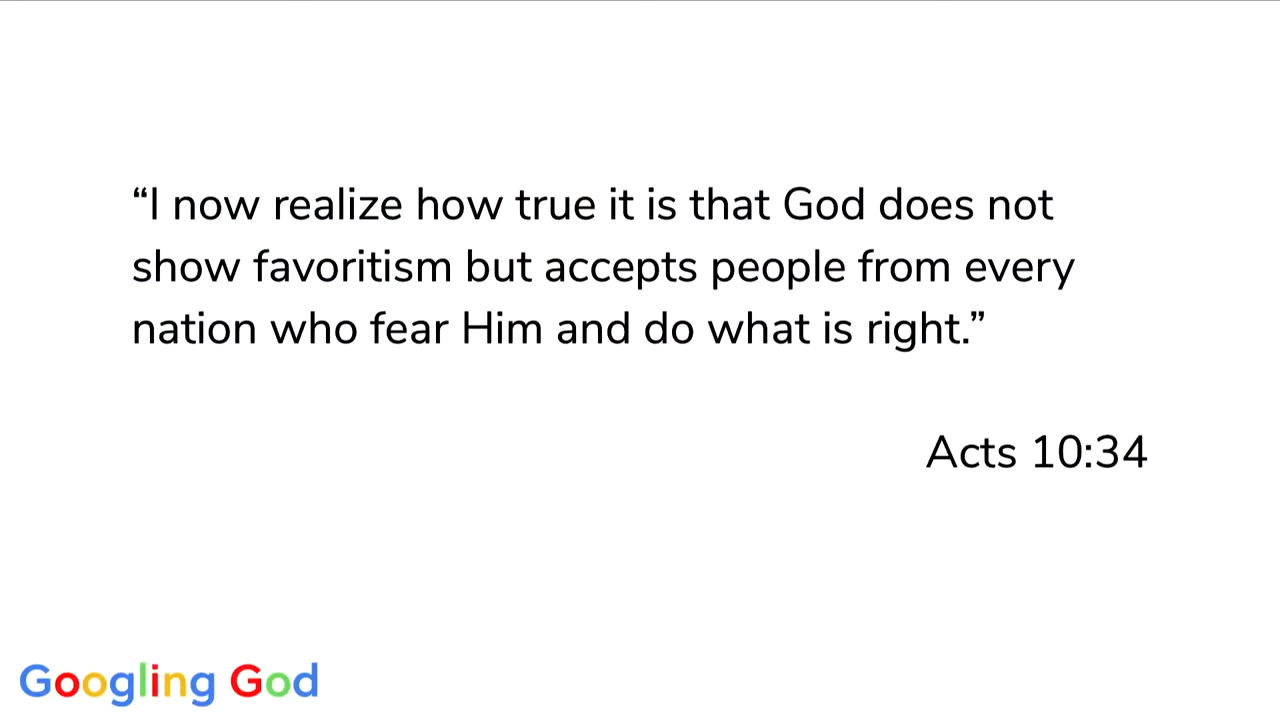 “I now realize how true it is that God does not
show favoritism but accepts people from every
nation who fear Him and do what is right.”
Acts 10:34
Googling God